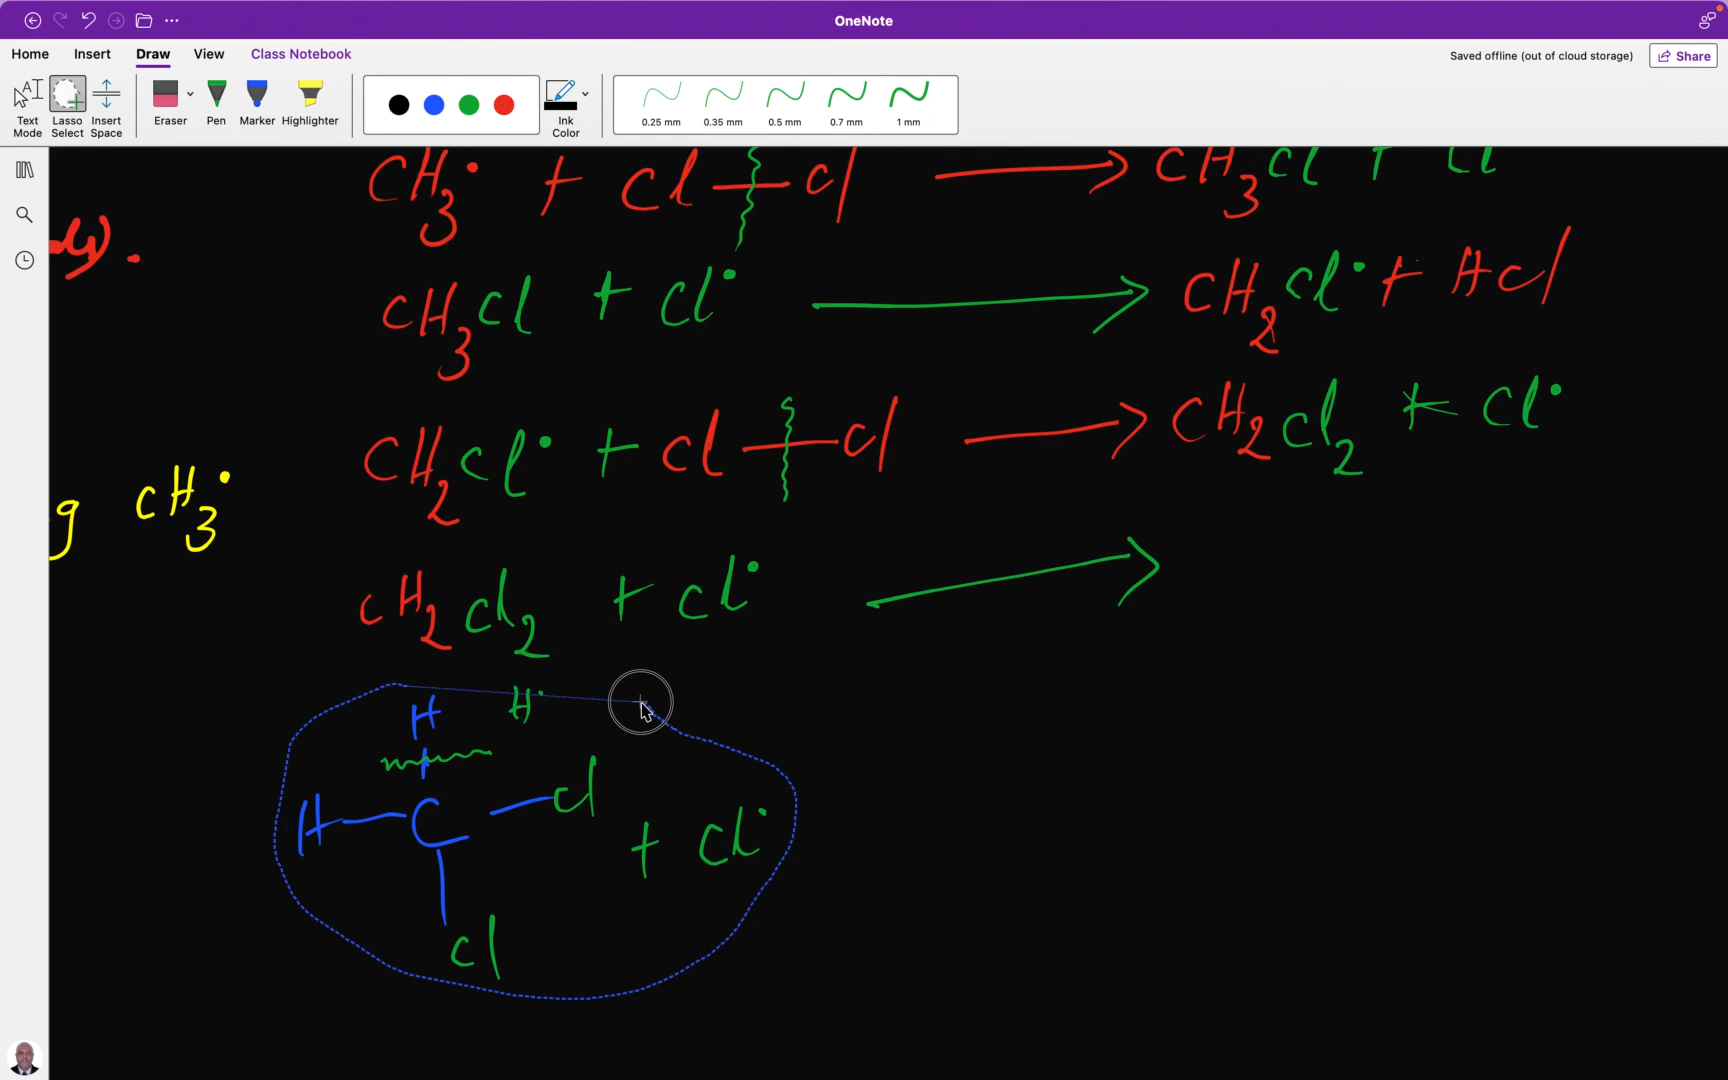 OneNote
Home Insert Draw View Class Notebook
Saved offline (out of cloud storage) Share
Text Mode Lasso Select Insert Space Eraser Pen Marker Highlighter Ink Color 0.25 mm 0.35 mm 0.5 mm 0.7 mm 1 mm
CH₃• + Cl—Cl → CH₃Cl + Cl
CH₃Cl + Cl• → CH₂Cl• + HCl
CH₂Cl• + Cl—Cl → CH₂Cl₂ + Cl•
g CH₃•
CH₂Cl₂ + Cl• →
H H•
H—C—Cl + Cl•
Cl